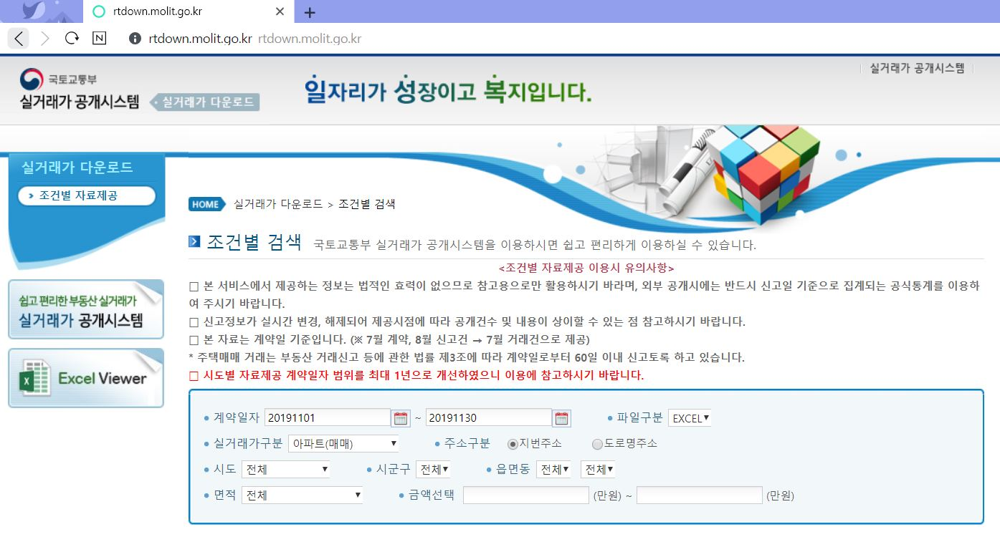 rtdown.molit.go.kr
rtdown.molit.go.kr rtdown.molit.go.kr
실거래가 공개시스템
국토교통부
실거래가 공개시스템 실거래가 다운로드
일자리가 성장이고 복지입니다.
실거래가 다운로드
조건별 자료제공
쉽고 편리한 부동산 실거래가
실거래가 공개시스템
Excel Viewer
HOME 실거래가 다운로드 > 조건별 검색
조건별 검색 국토교통부 실거래가 공개시스템을 이용하시면 쉽고 편리하게 이용하실 수 있습니다.
<조건별 자료제공 이용시 유의사항>
□ 본 서비스에서 제공하는 정보는 법적인 효력이 없으므로 참고용으로만 활용하시기 바라며, 외부 공개시에는 반드시 신고일 기준으로 집계되는 공식통계를 이용하
여 주시기 바랍니다.
□ 신고정보가 실시간 변경, 해제되어 제공시점에 따라 공개건수 및 내용이 상이할 수 있는 점 참고하시기 바랍니다.
□ 본 자료는 계약일 기준입니다. (※ 7월 계약, 8월 신고건 → 7월 거래건으로 제공)
* 주택매매 거래는 부동산 거래신고 등에 관한 법률 제3조에 따라 계약일로부터 60일 이내 신고토록 하고 있습니다.
□ 시도별 자료제공 계약일자 범위를 최대 1년으로 개선하였으니 이용에 참고하시기 바랍니다.
계약일자 20191101 ~ 20191130 파일구분 EXCEL
실거래가구분 아파트(매매) 주소구분 지번주소 도로명주소
시도 전체 시군구 전체 읍면동 전체 전체
면적 전체 금액선택 (만원) ~ (만원)